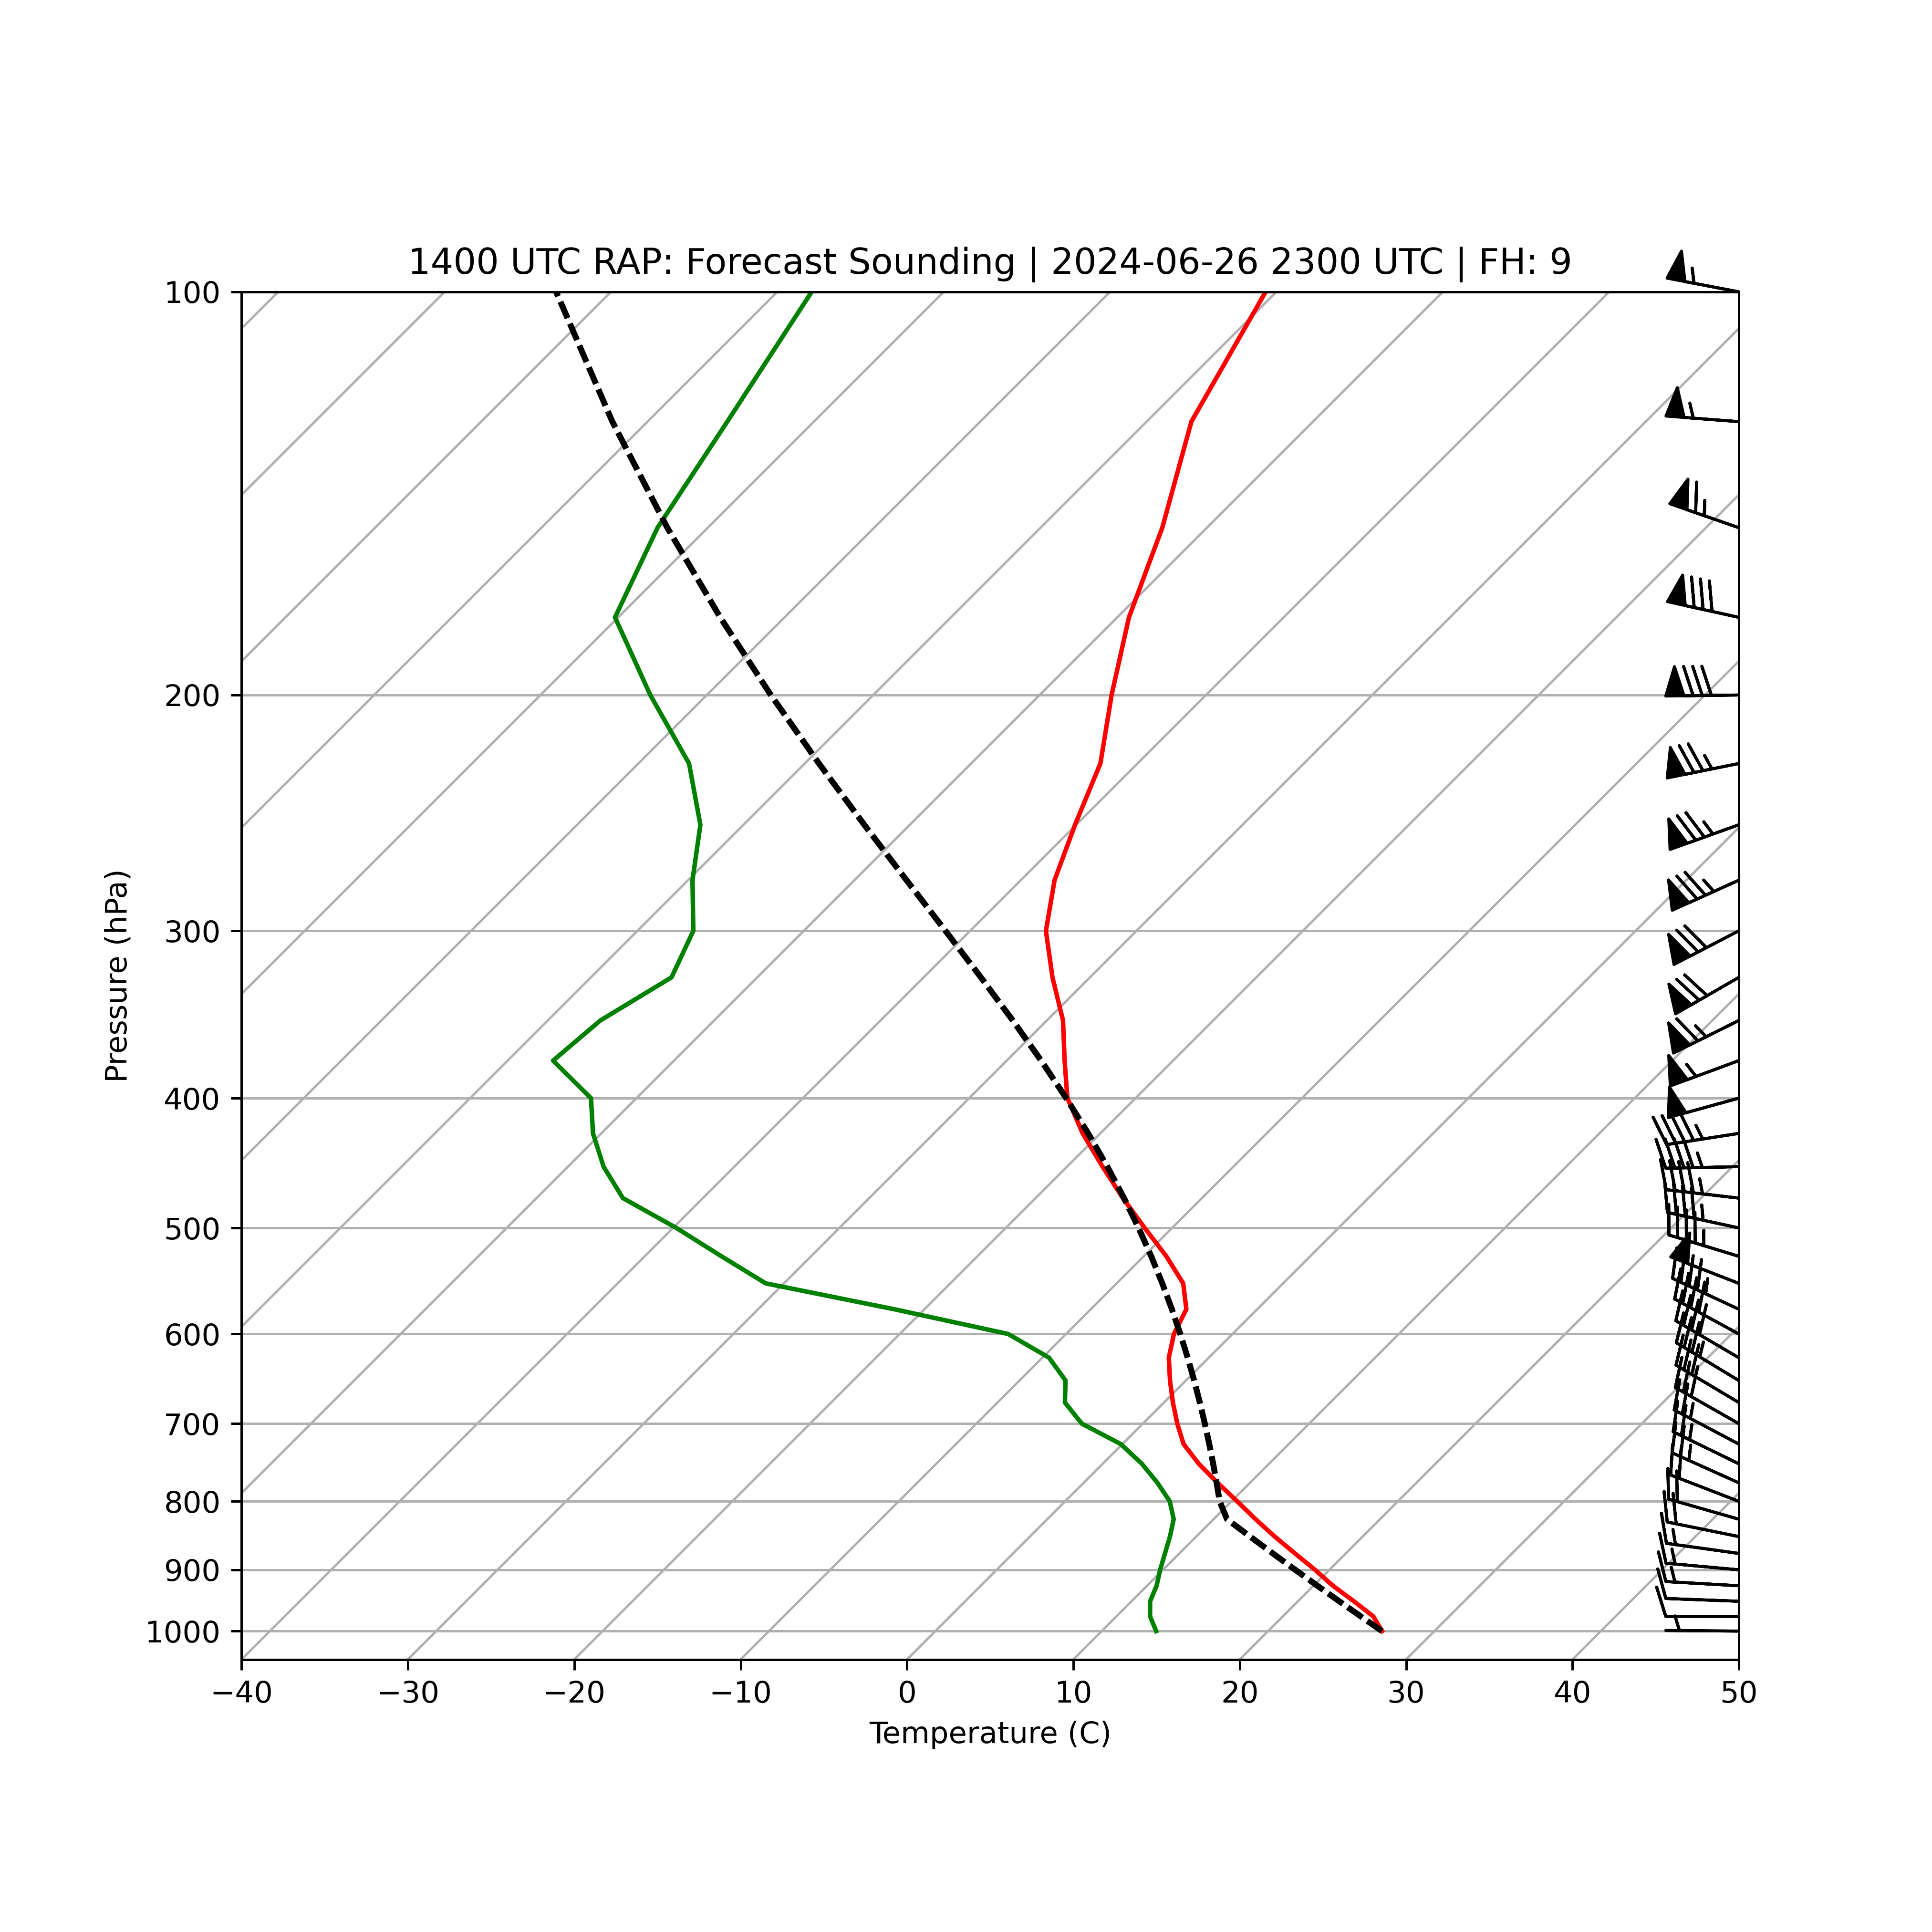 1400 UTC RAP: Forecast Sounding | 2024-06-26 2300 UTC | FH: 9
100
200
300
400
500
600
700
800
900
1000
Pressure (hPa)
−40 −30 −20 −10 0 10 20 30 40 50
Temperature (C)